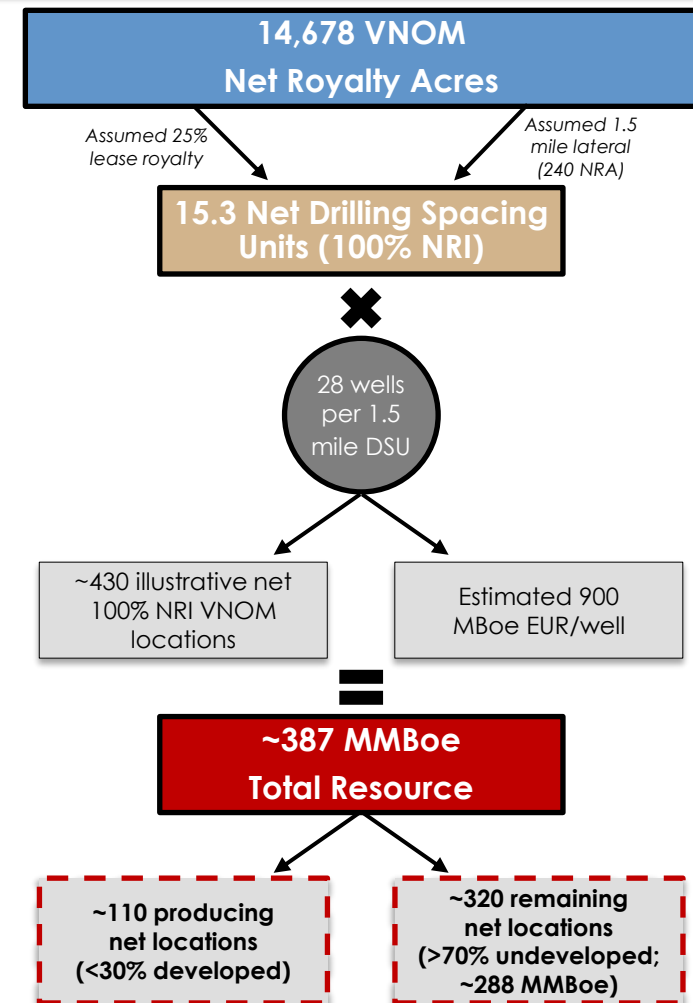 14,678 VNOM
Net Royalty Acres
Assumed 25%
lease royalty
Assumed 1.5
mile lateral
(240 NRA)
15.3 Net Drilling Spacing
Units (100% NRI)
28 wells
per 1.5
mile DSU
~430 illustrative net
100% NRI VNOM
locations
Estimated 900
MBoe EUR/well
~387 MMBoe
Total Resource
~110 producing
net locations
(<30% developed)
~320 remaining
net locations
(>70% undeveloped;
~288 MMBoe)